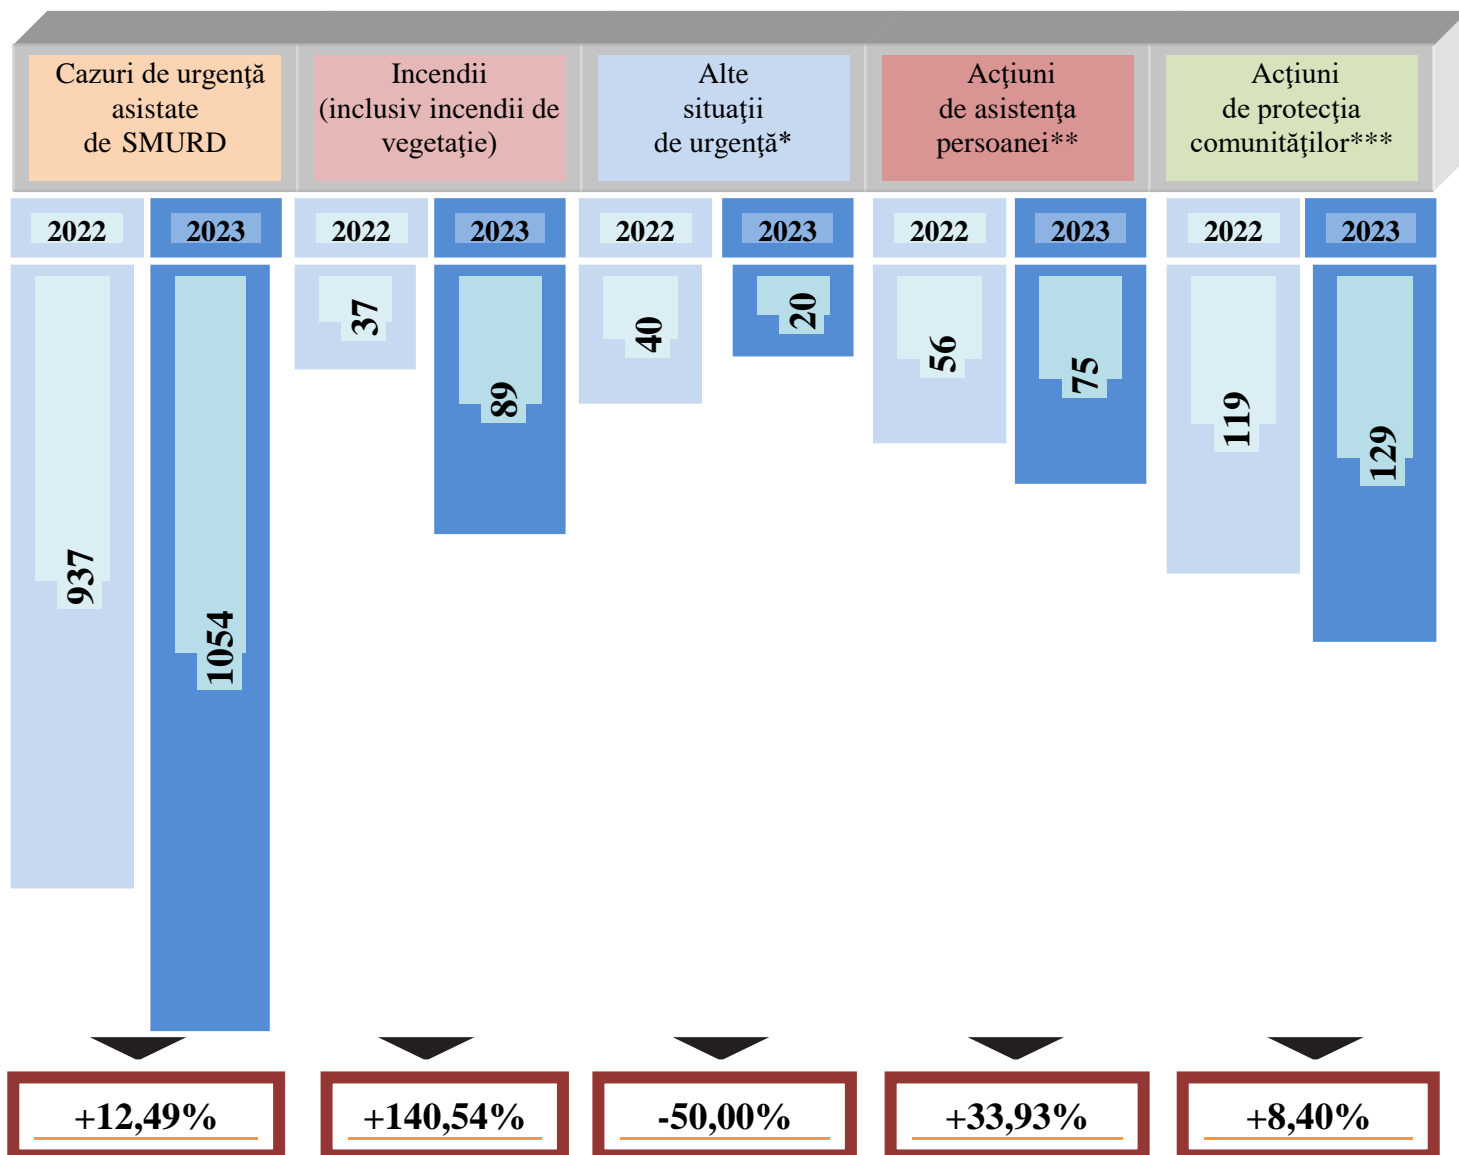 Cazuri de urgenţă
asistate
de SMURD
Incendii
(inclusiv incendii de
vegetaţie)
Alte
situaţii
de urgenţă*
Acţiuni
de asistenţa
persoanei**
Acţiuni
de protecţia
comunităţilor***
2022
2023
2022
2023
2022
2023
2022
2023
2022
2023
937
1054
37
89
40
20
56
75
119
129
+12,49%
+140,54%
-50,00%
+33,93%
+8,40%